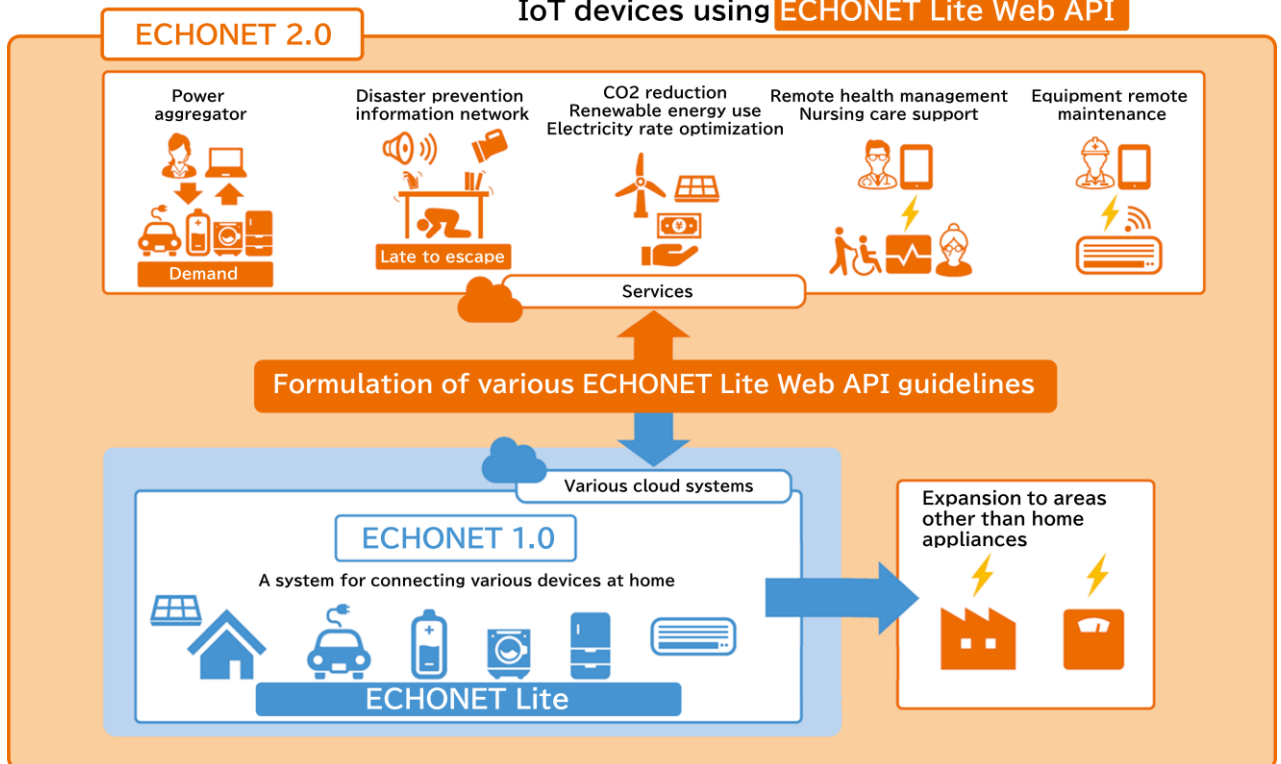 IoT devices using ECHONET Lite Web API
ECHONET 2.0
Power
aggregator
Demand
Disaster prevention
information network
Late to escape
CO2 reduction
Renewable energy use
Electricity rate optimization
¥
Remote health management
Nursing care support
Equipment remote
maintenance
Services
Formulation of various ECHONET Lite Web API guidelines
Various cloud systems
ECHONET 1.0
A system for connecting various devices at home
ECHONET Lite
Expansion to areas
other than home
appliances